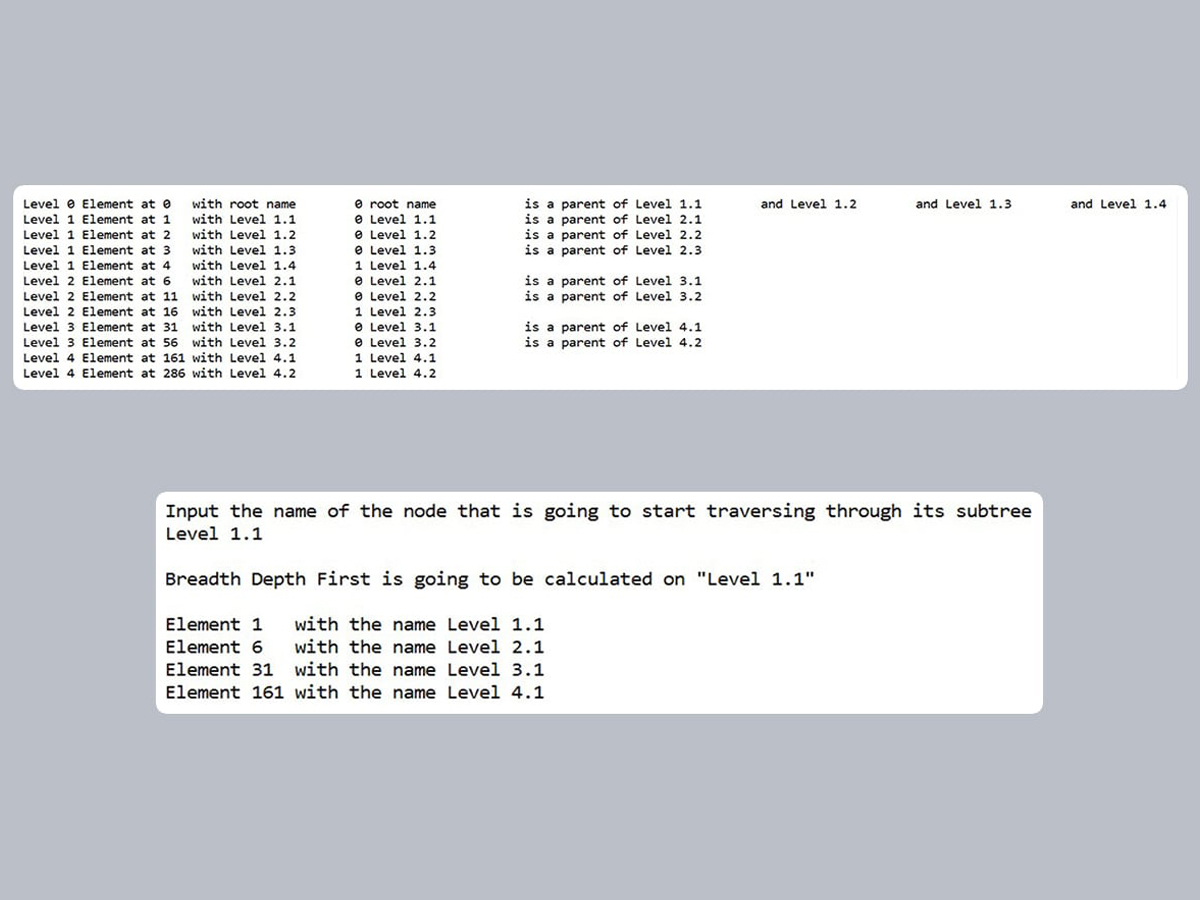 Level 0 Element at 0 with root name 0 root name is a parent of Level 1.1 and Level 1.2 and Level 1.3 and Level 1.4
Level 1 Element at 1 with Level 1.1 0 Level 1.1 is a parent of Level 2.1
Level 1 Element at 2 with Level 1.2 0 Level 1.2 is a parent of Level 2.2
Level 1 Element at 3 with Level 1.3 0 Level 1.3 is a parent of Level 2.3
Level 1 Element at 4 with Level 1.4 1 Level 1.4
Level 2 Element at 6 with Level 2.1 0 Level 2.1 is a parent of Level 3.1
Level 2 Element at 11 with Level 2.2 0 Level 2.2 is a parent of Level 3.2
Level 2 Element at 16 with Level 2.3 1 Level 2.3
Level 3 Element at 31 with Level 3.1 0 Level 3.1 is a parent of Level 4.1
Level 3 Element at 56 with Level 3.2 0 Level 3.2 is a parent of Level 4.2
Level 4 Element at 161 with Level 4.1 1 Level 4.1
Level 4 Element at 286 with Level 4.2 1 Level 4.2
Input the name of the node that is going to start traversing through its subtree
Level 1.1
Breadth Depth First is going to be calculated on "Level 1.1"
Element 1 with the name Level 1.1
Element 6 with the name Level 2.1
Element 31 with the name Level 3.1
Element 161 with the name Level 4.1